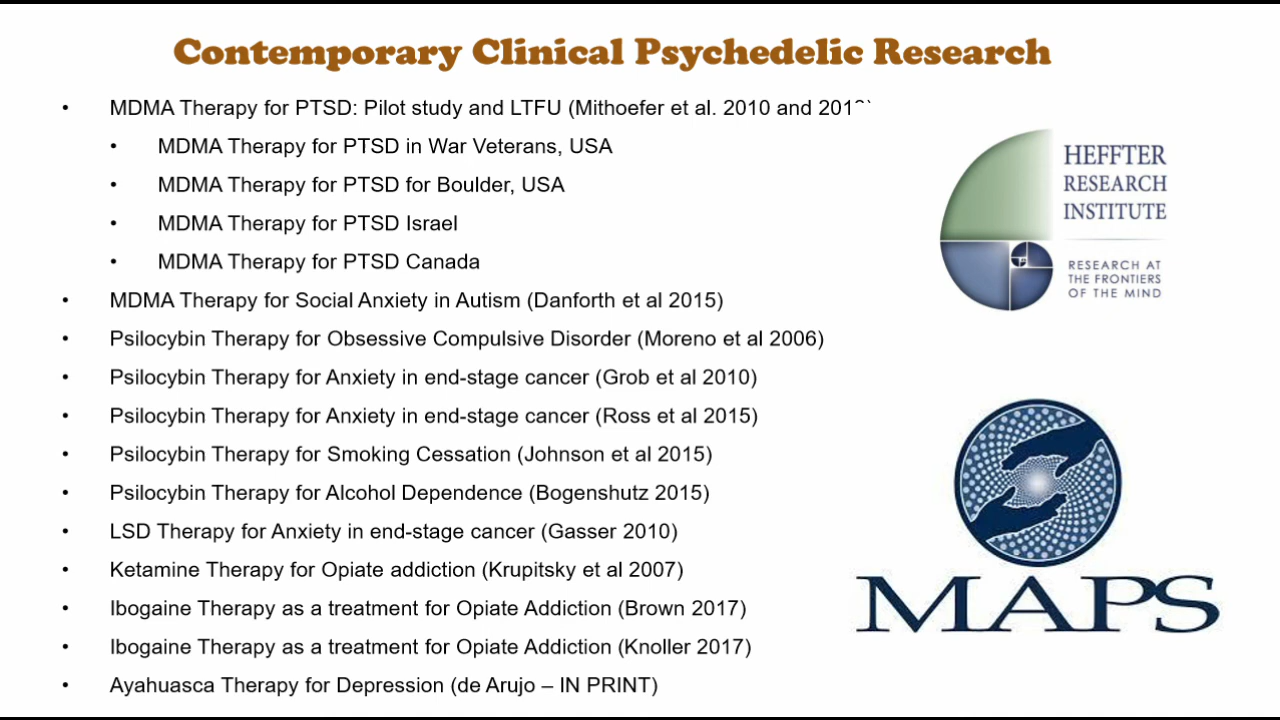 Contemporary Clinical Psychedelic Research
• MDMA Therapy for PTSD: Pilot study and LTFU (Mithoefer et al. 2010 and
• MDMA Therapy for PTSD in War Veterans, USA
• MDMA Therapy for PTSD for Boulder, USA
• MDMA Therapy for PTSD Israel
• MDMA Therapy for PTSD Canada
• MDMA Therapy for Social Anxiety in Autism (Danforth et al 2015)
• Psilocybin Therapy for Obsessive Compulsive Disorder (Moreno et al 2006)
• Psilocybin Therapy for Anxiety in end-stage cancer (Grob et al 2010)
• Psilocybin Therapy for Anxiety in end-stage cancer (Ross et al 2015)
• Psilocybin Therapy for Smoking Cessation (Johnson et al 2015)
• Psilocybin Therapy for Alcohol Dependence (Bogenshutz 2015)
• LSD Therapy for Anxiety in end-stage cancer (Gasser 2010)
• Ketamine Therapy for Opiate addiction (Krupitsky et al 2007)
• Ibogaine Therapy as a treatment for Opiate Addiction (Brown 2017)
• Ibogaine Therapy as a treatment for Opiate Addiction (Knoller 2017)
• Ayahuasca Therapy for Depression (de Arujo – IN PRINT)
HEFFTER
RESEARCH
INSTITUTE
RESEARCH AT
THE FRONTIERS
OF THE MIND
MAPS